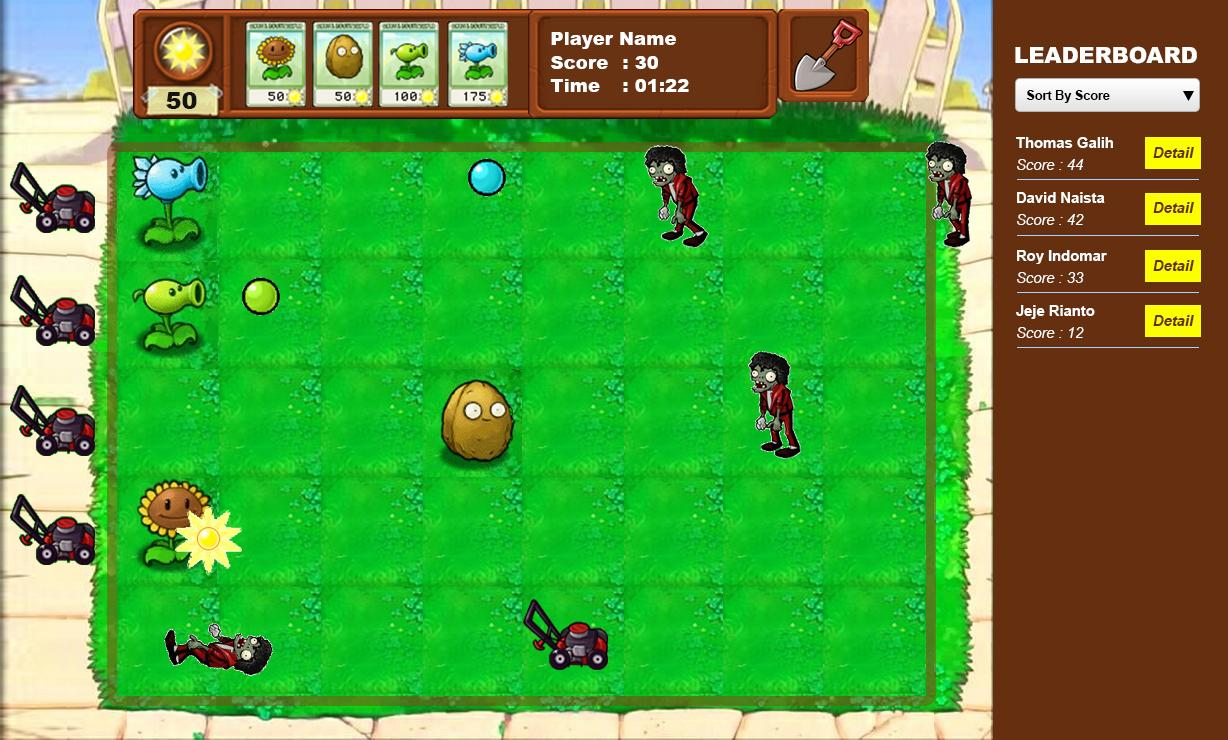 50
50
50
100
175
Player Name
Score : 30
Time : 01:22
LEADERBOARD
Sort By Score
Thomas Galih
Score : 44
Detail
David Naista
Score : 42
Detail
Roy Indomar
Score : 33
Detail
Jeje Rianto
Score : 12
Detail